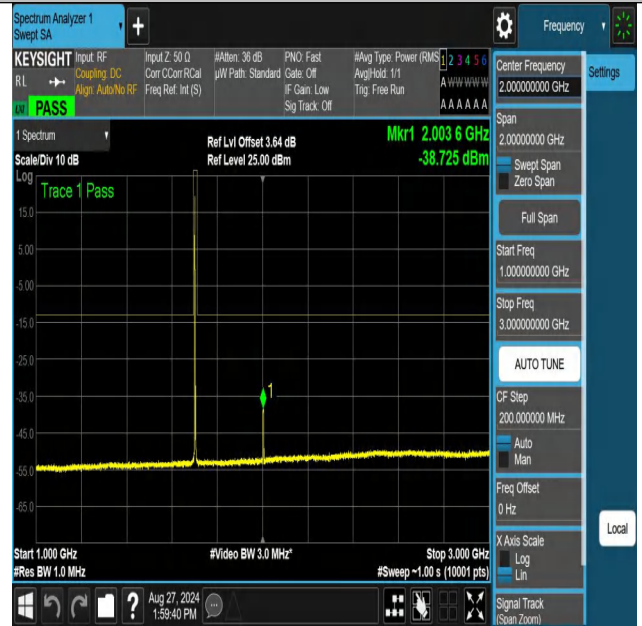 Spectrum Analyzer 1
Swept SA
+
Frequency
KEYSIGHT
RL
LXI PASS
Input: RF
Coupling: DC
Align: Auto/No RF
Input Z: 50 Ω
Corr CCorr RCal
Freq Ref: Int (S)
#Atten: 36 dB
µW Path: Standard
PNO: Fast
Gate: Off
IF Gain: Low
Sig Track: Off
#Avg Type: Power (RMS
Avg|Hold: 1/1
Trig: Free Run
1 2 3 4 5 6
A W W W W W
A A A A A A
1 Spectrum
Scale/Div 10 dB
Ref Lvl Offset 3.64 dB
Ref Level 25.00 dBm
Mkr1 2.003 6 GHz
-38.725 dBm
Log
Trace 1 Pass
15.0
5.00
-5.00
-15.0
-25.0
-35.0
-45.0
-55.0
-65.0
1
Start 1.000 GHz
#Res BW 1.0 MHz
#Video BW 3.0 MHz*
Stop 3.000 GHz
#Sweep ~1.00 s (10001 pts)
?
Aug 27, 2024
1:59:40 PM
Center Frequency
2.000000000 GHz
Settings
Span
2.00000000 GHz
Swept Span
Zero Span
Full Span
Start Freq
1.000000000 GHz
Stop Freq
3.000000000 GHz
AUTO TUNE
CF Step
200.000000 MHz
Auto
Man
Freq Offset
0 Hz
X Axis Scale
Log
Lin
Local
Signal Track
(Span Zoom)